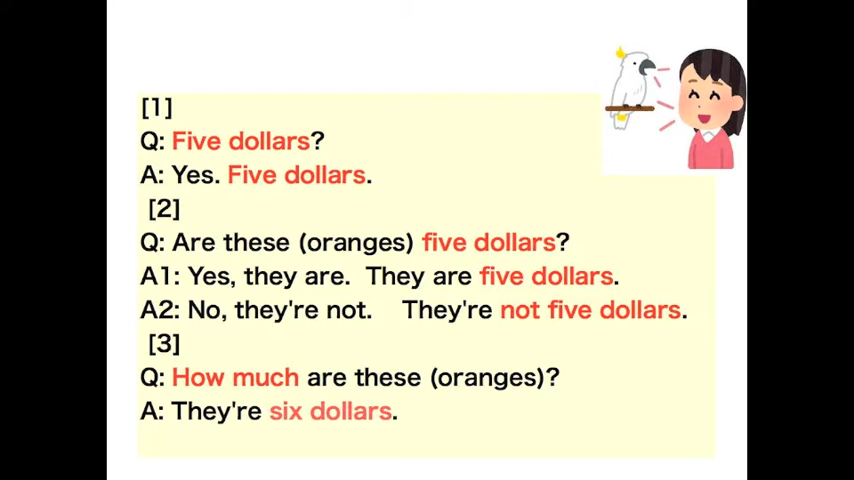 [1]
Q: Five dollars?
A: Yes. Five dollars.
[2]
Q: Are these (oranges) five dollars?
A1: Yes, they are. They are five dollars.
A2: No, they're not. They're not five dollars.
[3]
Q: How much are these (oranges)?
A: They're six dollars.